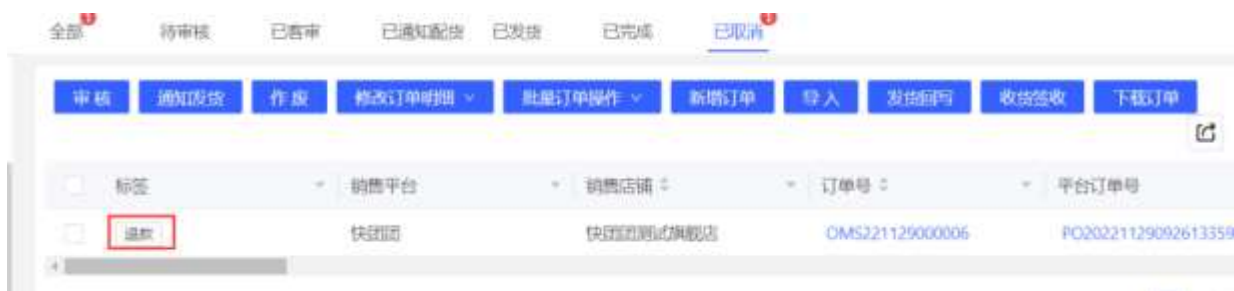 全部 1 待审核 已客审 已通知配货 已发货 已完成 已取消 1
审核 通知发货 作废 修改订单明细 批量订单操作 新增订单 导入 发货回写 收货签收 下载订单
标签 销售平台 销售店铺 订单号 平台订单号
退款 快团团 快团团测试旗舰店 OMS221129000006 PO20221129092613359